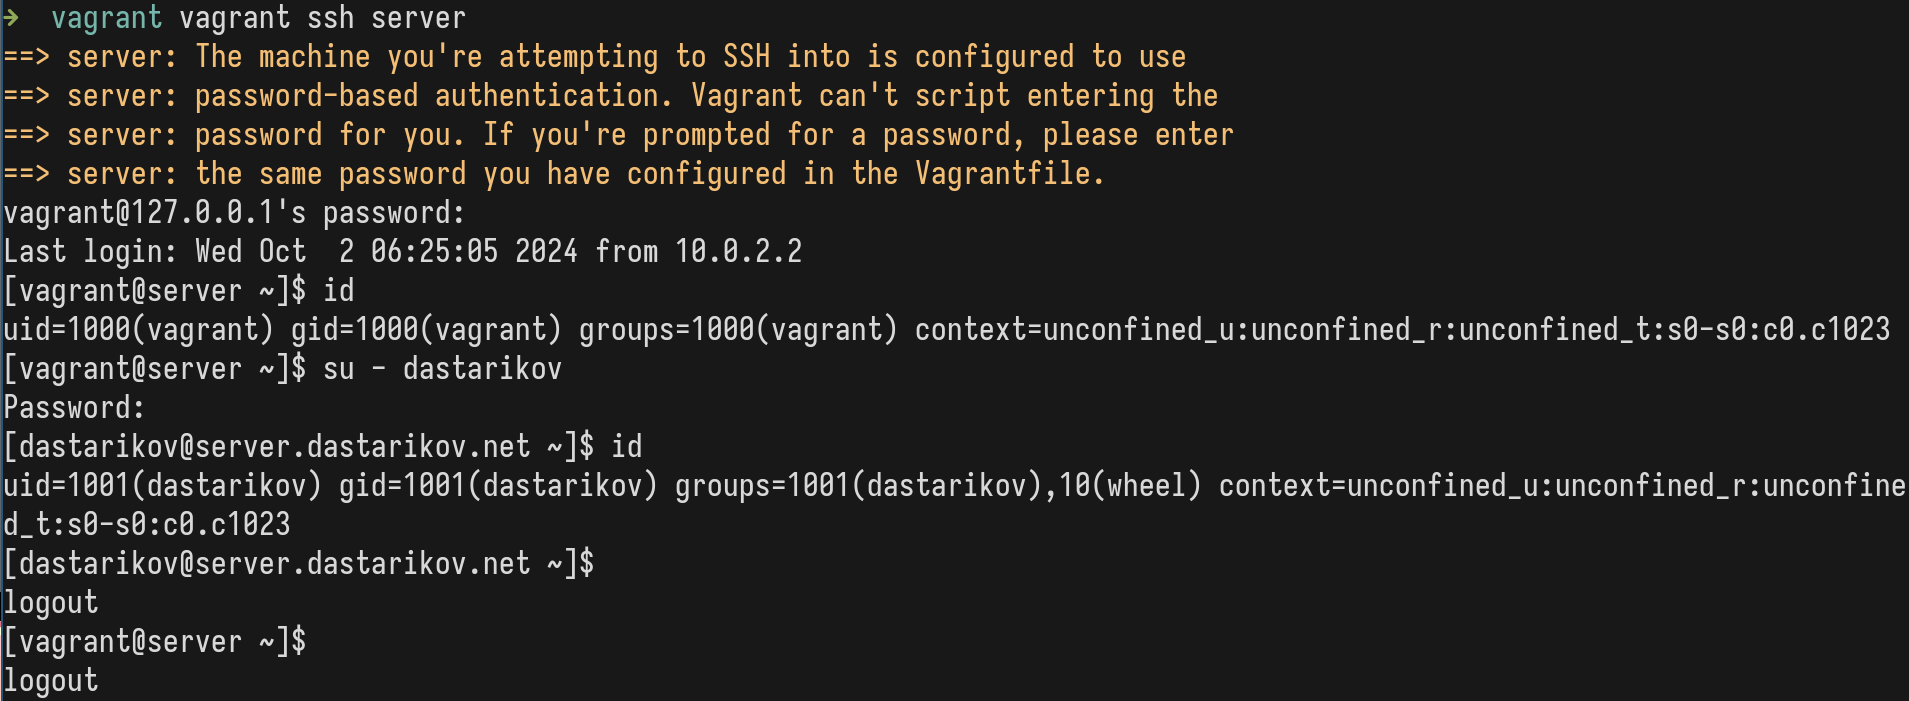 ➜  vagrant vagrant ssh server
==> server: The machine you're attempting to SSH into is configured to use
==> server: password-based authentication. Vagrant can't script entering the
==> server: password for you. If you're prompted for a password, please enter
==> server: the same password you have configured in the Vagrantfile.
vagrant@127.0.0.1's password:
Last login: Wed Oct  2 06:25:05 2024 from 10.0.2.2
[vagrant@server ~]$ id
uid=1000(vagrant) gid=1000(vagrant) groups=1000(vagrant) context=unconfined_u:unconfined_r:unconfined_t:s0-s0:c0.c1023
[vagrant@server ~]$ su - dastarikov
Password:
[dastarikov@server.dastarikov.net ~]$ id
uid=1001(dastarikov) gid=1001(dastarikov) groups=1001(dastarikov),10(wheel) context=unconfined_u:unconfined_r:unconfine
d_t:s0-s0:c0.c1023
[dastarikov@server.dastarikov.net ~]$
logout
[vagrant@server ~]$
logout